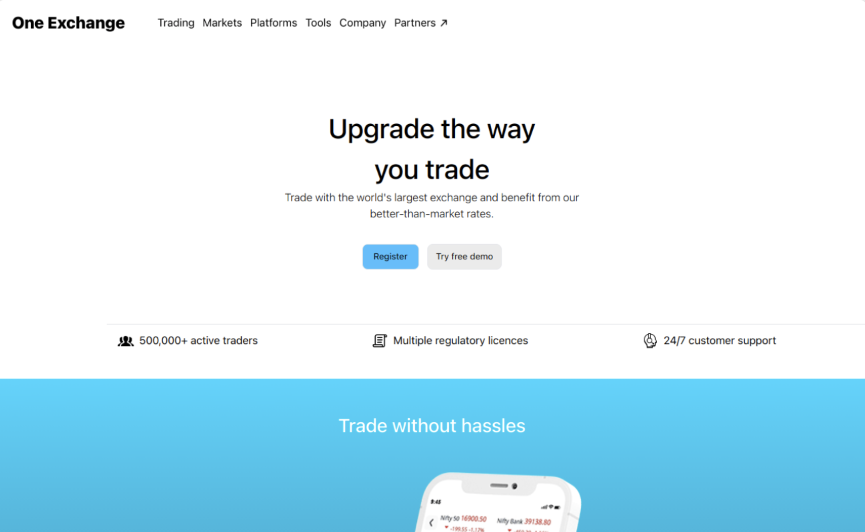 One Exchange
Trading Markets Platforms Tools Company Partners ↗
Upgrade the way
you trade
Trade with the world's largest exchange and benefit from our
better-than-market rates.
Register
Try free demo
500,000+ active traders
Multiple regulatory licences
24/7 customer support
Trade without hassles
9:45
Nifty 50 16900.50
Nifty Bank 39138.80